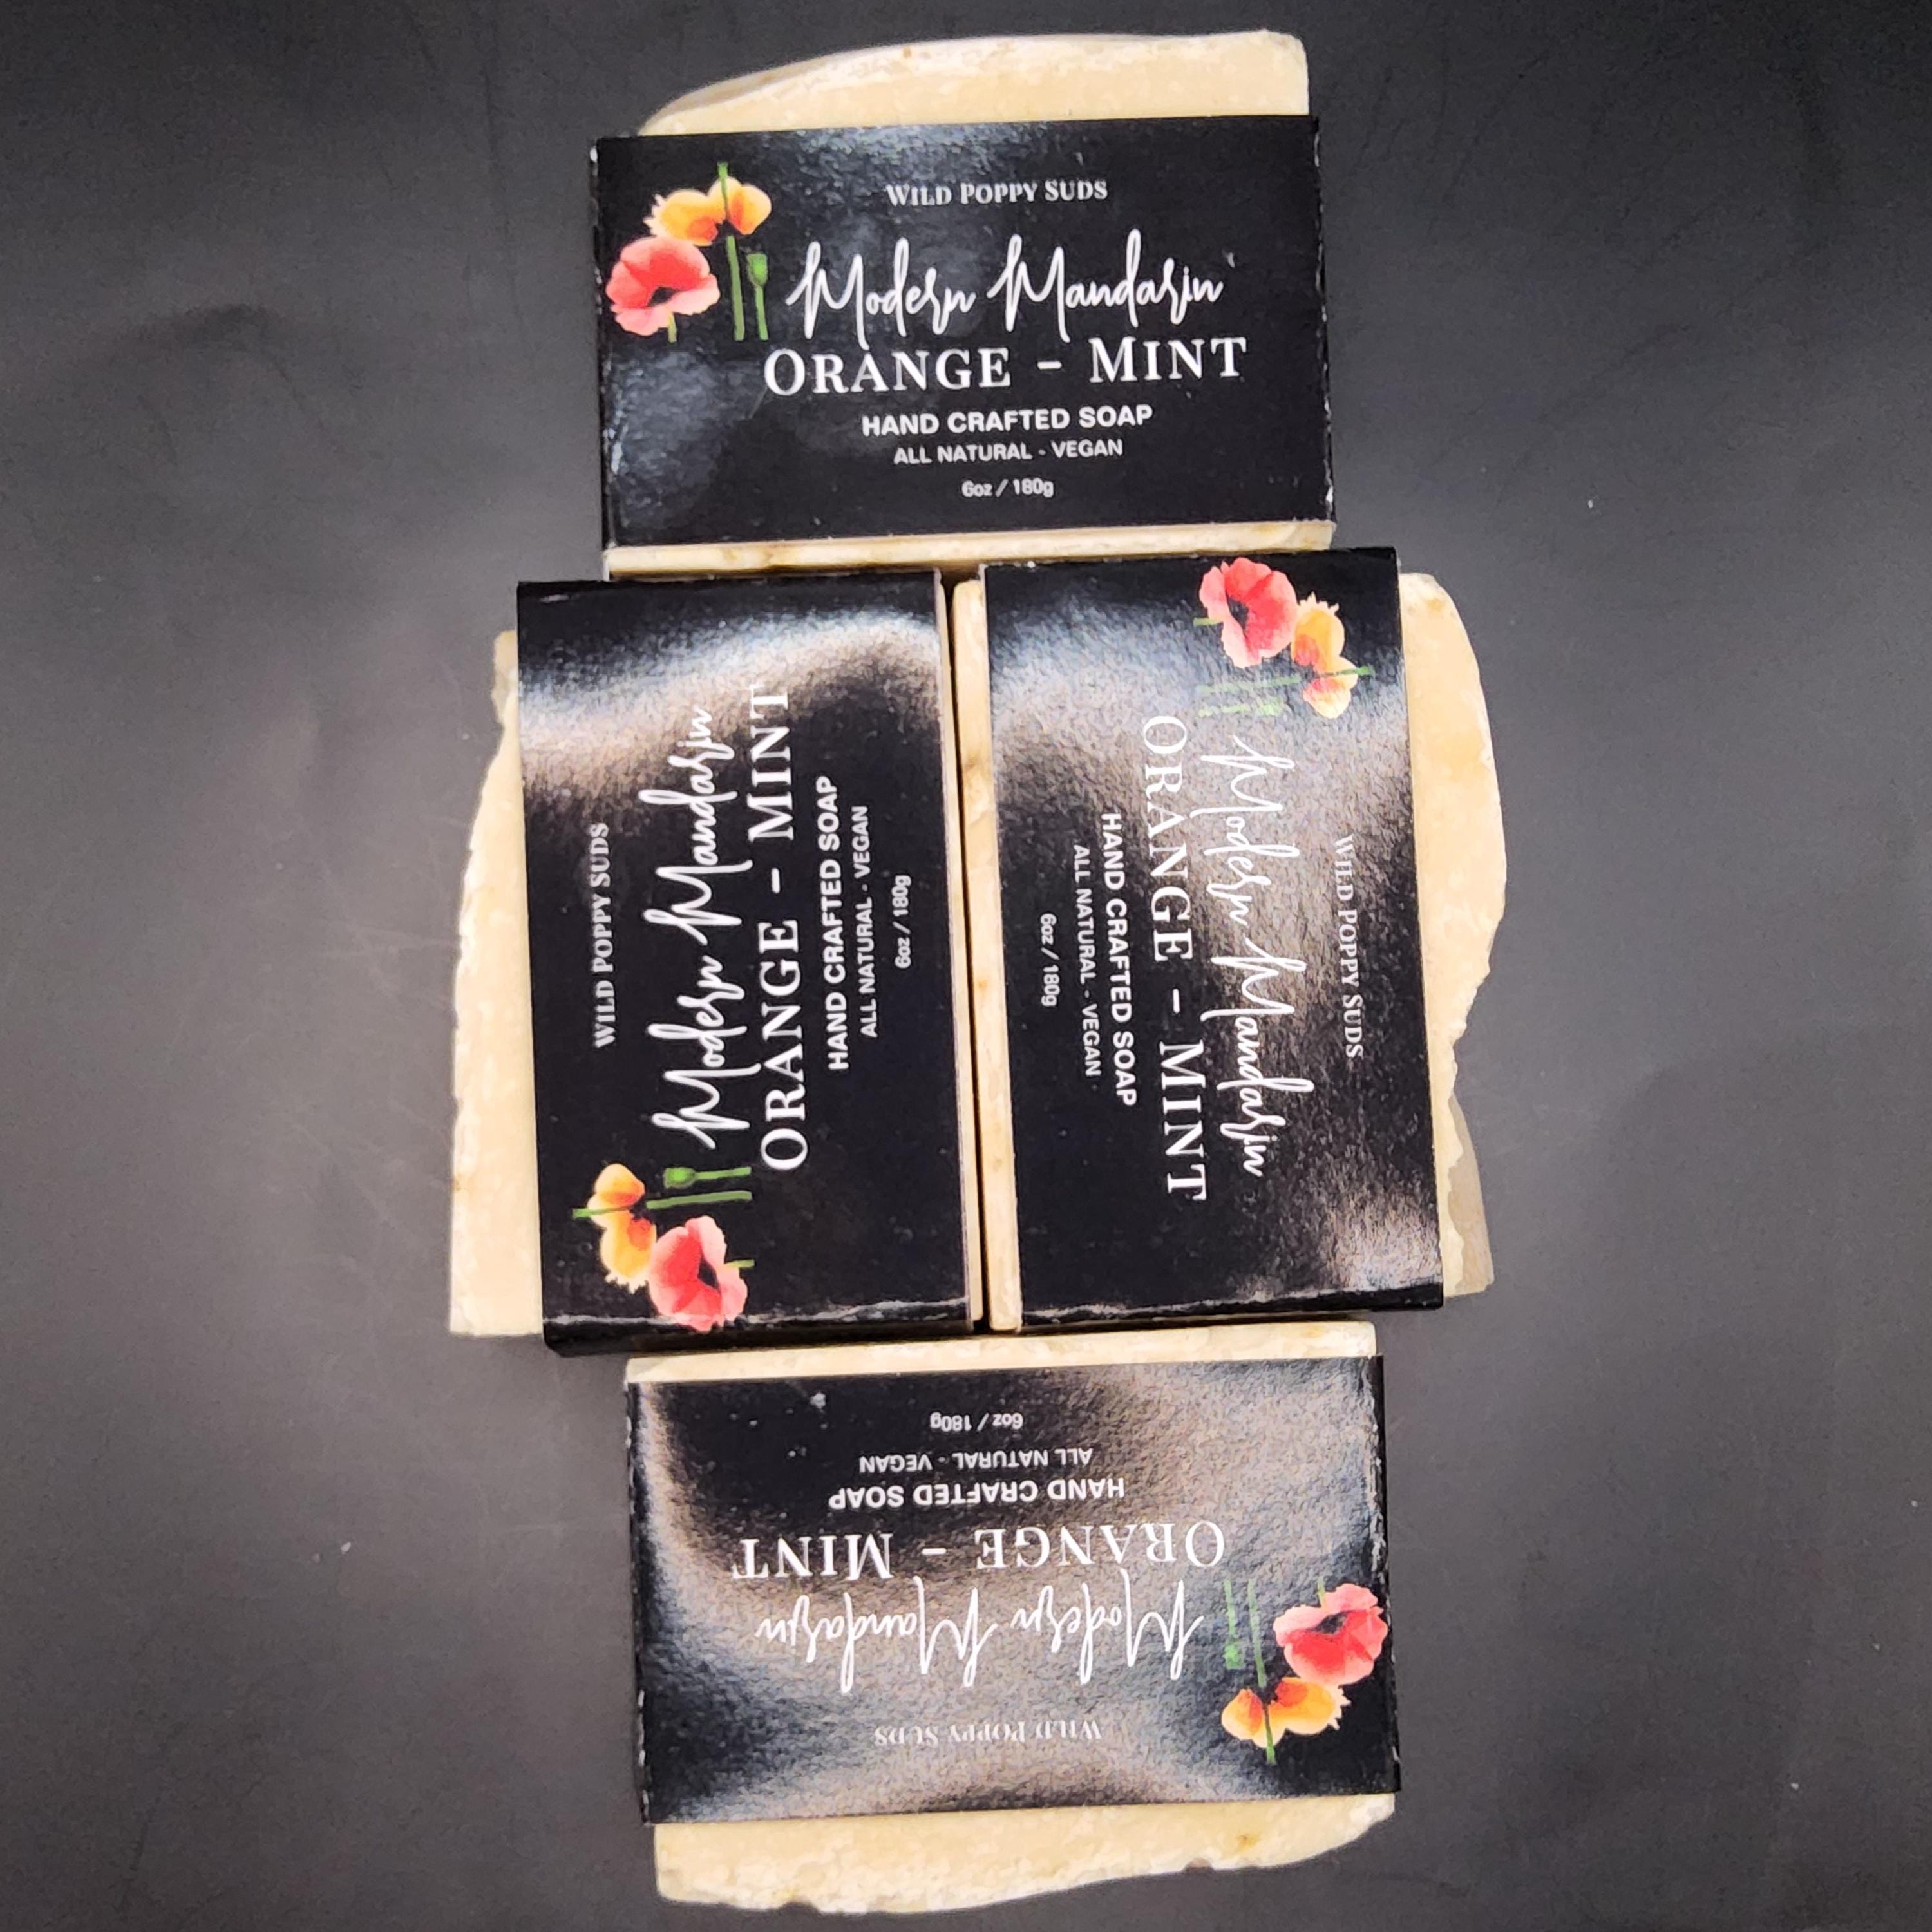 WILD POPPY SUDS
Modern Mandarin
ORANGE - MINT
HAND CRAFTED SOAP
ALL NATURAL - VEGAN
6oz / 180g
WILD POPPY SUDS
Modern Mandarin
ORANGE - MINT
HAND CRAFTED SOAP
ALL NATURAL - VEGAN
6oz / 180g
WILD POPPY SUDS
Modern Mandarin
ORANGE - MINT
HAND CRAFTED SOAP
ALL NATURAL - VEGAN
6oz / 180g
WILD POPPY SUDS
Modern Mandarin
ORANGE - MINT
HAND CRAFTED SOAP
ALL NATURAL - VEGAN
6oz / 180g